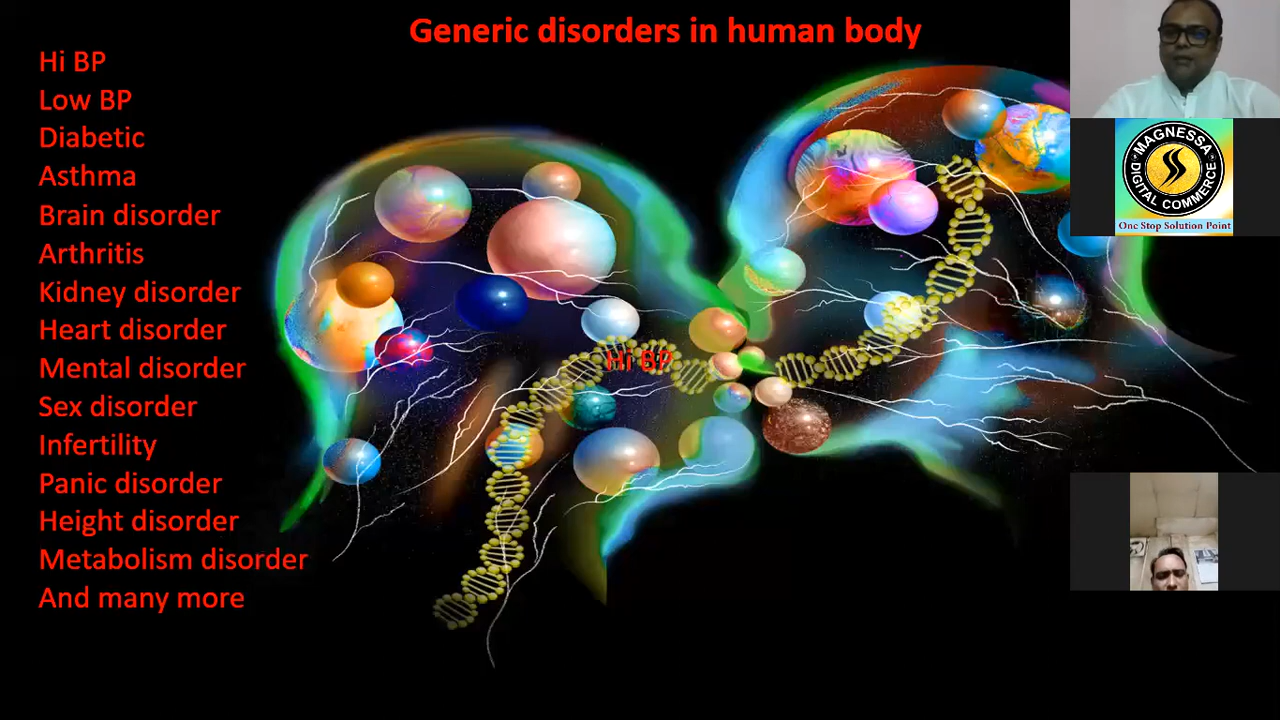 Generic disorders in human body
Hi BP
Low BP
Diabetic
Asthma
Brain disorder
Arthritis
Kidney disorder
Heart disorder
Mental disorder
Sex disorder
Infertility
Panic disorder
Height disorder
Metabolism disorder
And many more
Hi BP
MAGNESSA
DIGITAL COMMERCE
One Stop Solution Point